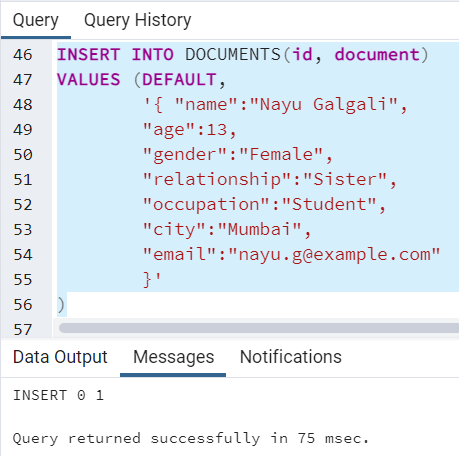 Query Query History
46 INSERT INTO DOCUMENTS(id, document)
47 VALUES (DEFAULT,
48 '{ "name":"Nayu Galgali",
49 "age":13,
50 "gender":"Female",
51 "relationship":"Sister",
52 "occupation":"Student",
53 "city":"Mumbai",
54 "email":"nayu.g@example.com"
55 }'
56 )
57
Data Output Messages Notifications
INSERT 0 1
Query returned successfully in 75 msec.